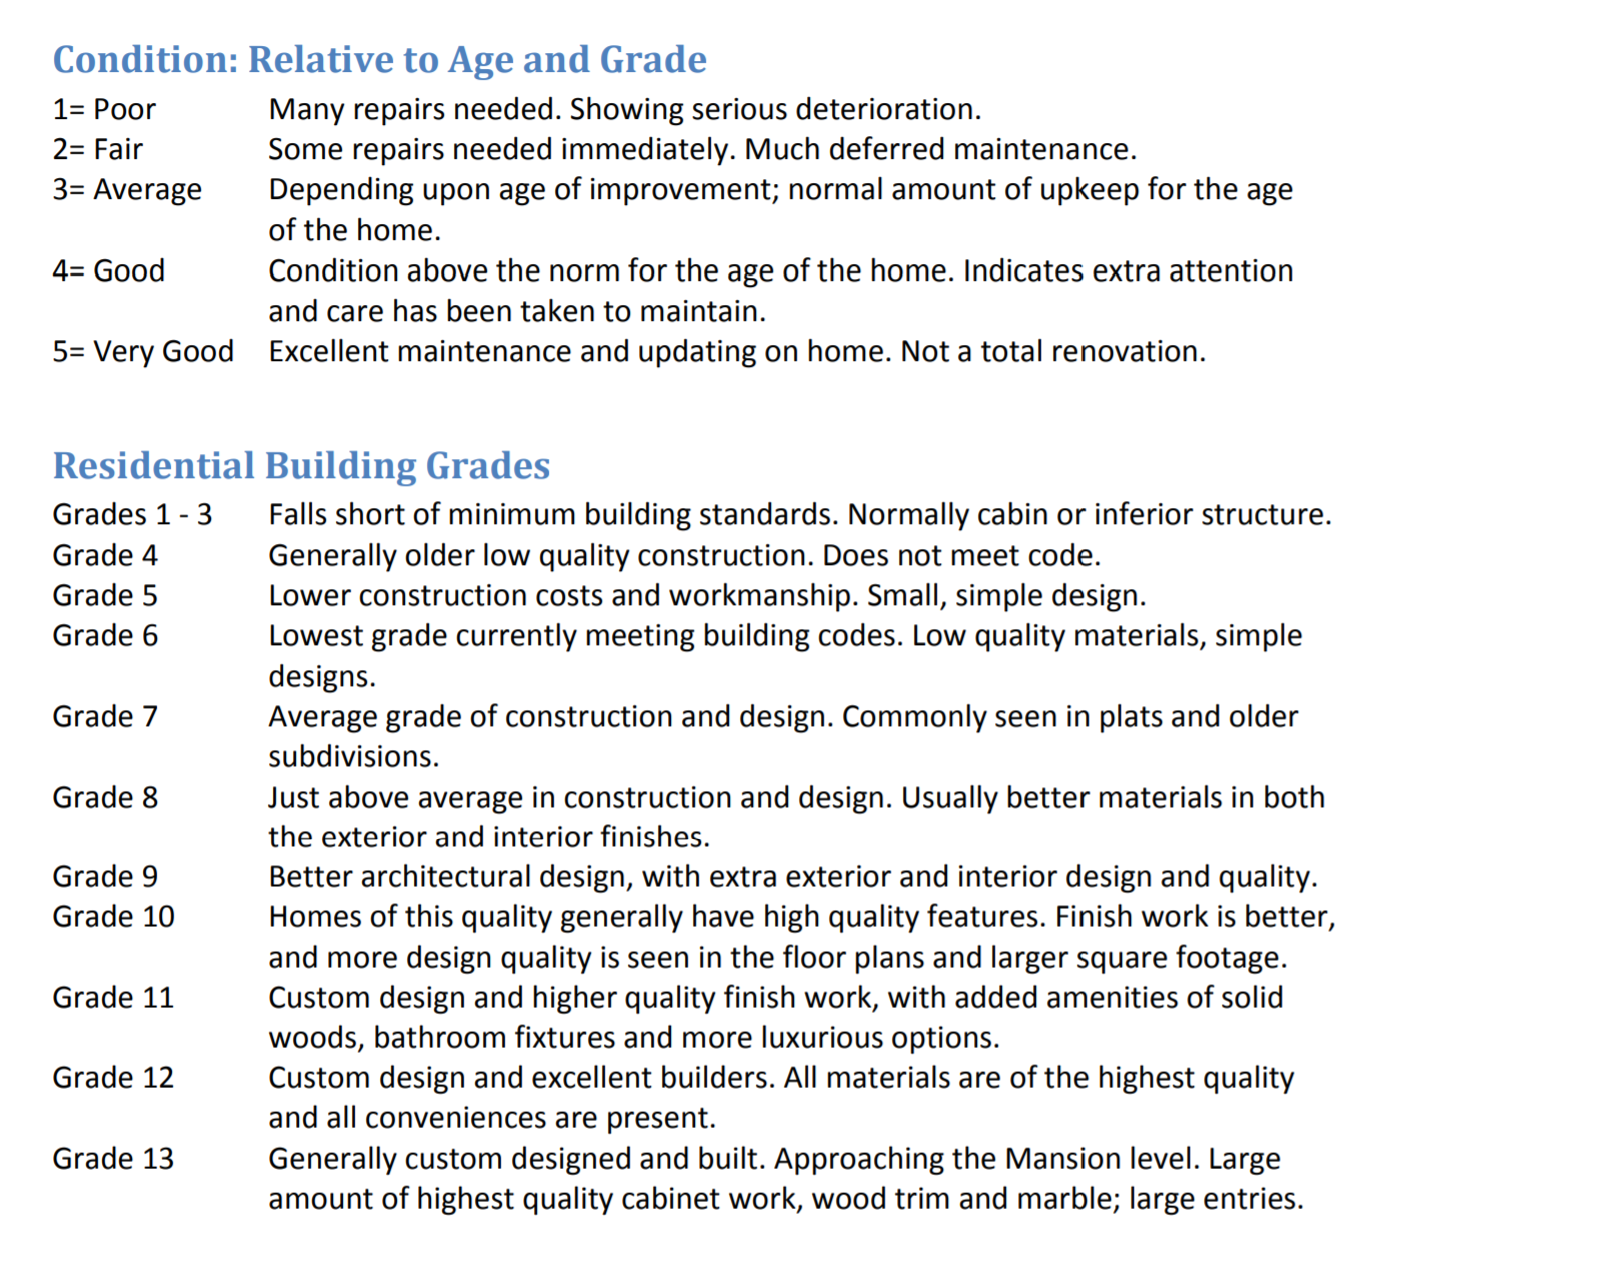 Condition: Relative to Age and Grade
1= Poor Many repairs needed. Showing serious deterioration.
2= Fair Some repairs needed immediately. Much deferred maintenance.
3= Average Depending upon age of improvement; normal amount of upkeep for the age
of the home.
4= Good Condition above the norm for the age of the home. Indicates extra attention
and care has been taken to maintain.
5= Very Good Excellent maintenance and updating on home. Not a total renovation.
Residential Building Grades
Grades 1 - 3 Falls short of minimum building standards. Normally cabin or inferior structure.
Grade 4 Generally older low quality construction. Does not meet code.
Grade 5 Lower construction costs and workmanship. Small, simple design.
Grade 6 Lowest grade currently meeting building codes. Low quality materials, simple
designs.
Grade 7 Average grade of construction and design. Commonly seen in plats and older
subdivisions.
Grade 8 Just above average in construction and design. Usually better materials in both
the exterior and interior finishes.
Grade 9 Better architectural design, with extra exterior and interior design and quality.
Grade 10 Homes of this quality generally have high quality features. Finish work is better,
and more design quality is seen in the floor plans and larger square footage.
Grade 11 Custom design and higher quality finish work, with added amenities of solid
woods, bathroom fixtures and more luxurious options.
Grade 12 Custom design and excellent builders. All materials are of the highest quality
and all conveniences are present.
Grade 13 Generally custom designed and built. Approaching the Mansion level. Large
amount of highest quality cabinet work, wood trim and marble; large entries.